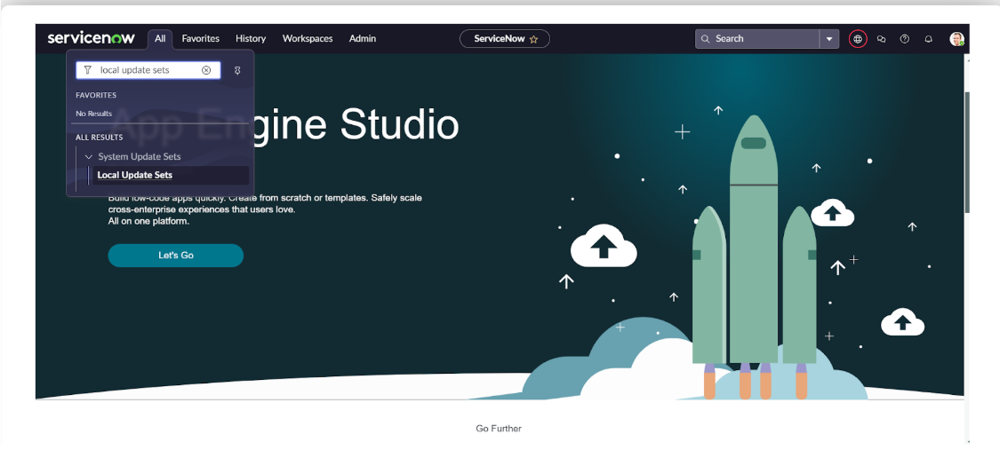 servicenow All Favorites History Workspaces Admin ServiceNow Search
local update sets
FAVORITES
No Results
App Engine Studio
ALL RESULTS
System Update Sets
Local Update Sets
Build low-code apps quickly. Create from scratch or templates. Safely scale
cross-enterprise experiences that users love.
All on one platform.
Let's Go
Go Further